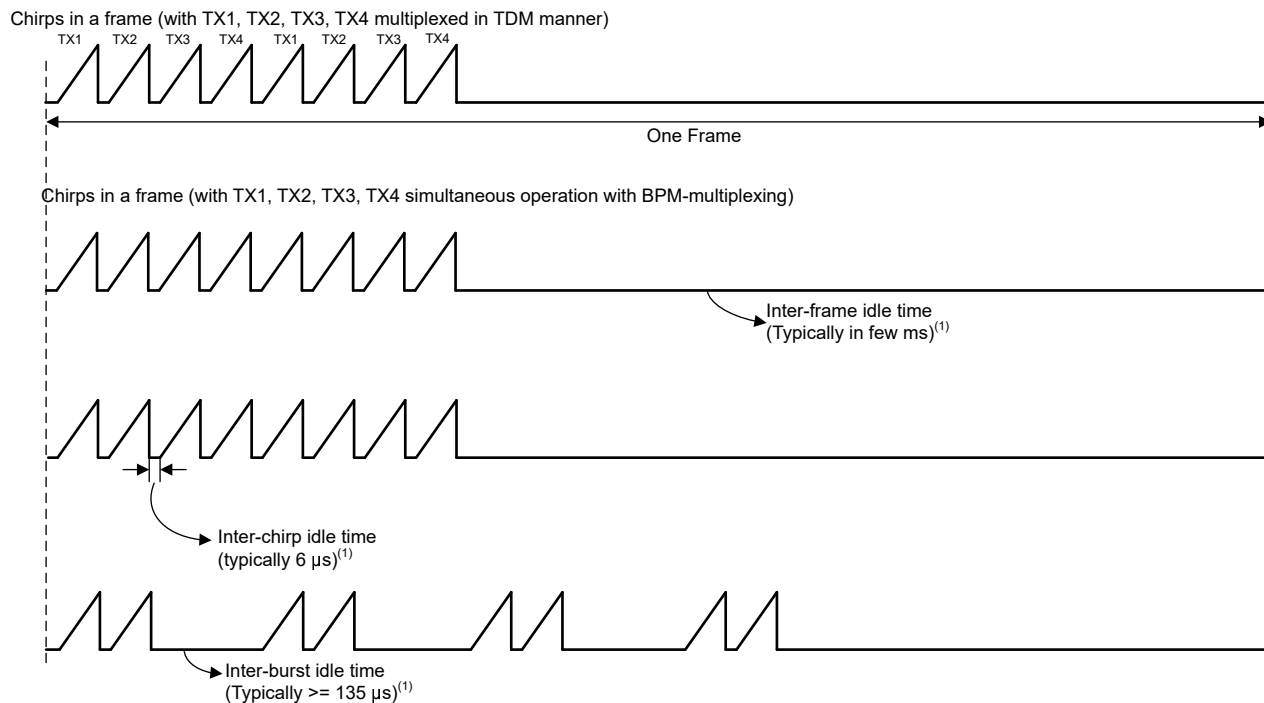 Chirps in a frame (with TX1, TX2, TX3, TX4 multiplexed in TDM manner)
TX1 TX2 TX3 TX4 TX1 TX2 TX3 TX4
One Frame
Chirps in a frame (with TX1, TX2, TX3, TX4 simultaneous operation with BPM-multiplexing)
Inter-frame idle time
(Typically in few ms)(1)
Inter-chirp idle time
(typically 6 µs)(1)
Inter-burst idle time
(Typically >= 135 µs)(1)